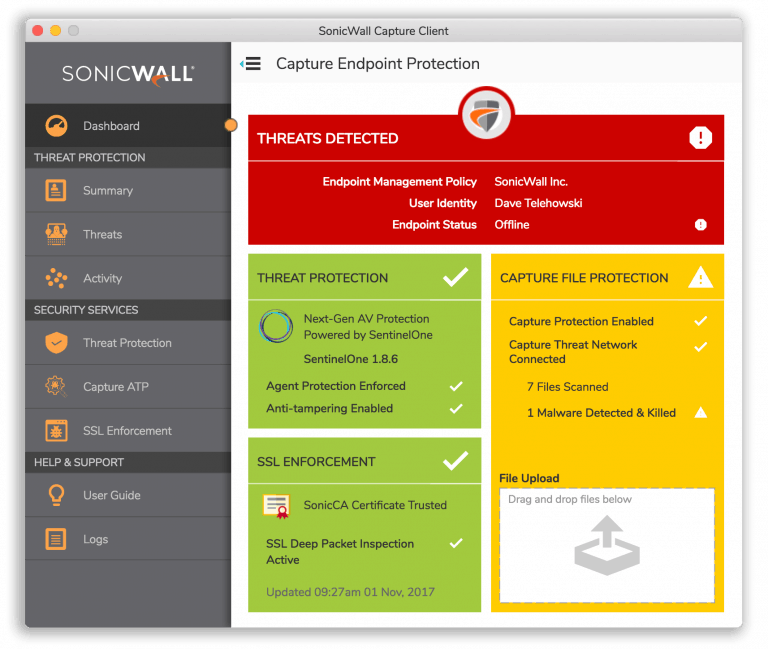 SonicWall Capture Client
SONICWALL
Capture Endpoint Protection
Dashboard
THREAT PROTECTION
Summary
Threats
Activity
SECURITY SERVICES
Threat Protection
Capture ATP
SSL Enforcement
HELP & SUPPORT
User Guide
Logs
THREATS DETECTED
Endpoint Management Policy SonicWall Inc.
User Identity Dave Telehowski
Endpoint Status Offline
THREAT PROTECTION
Next-Gen AV Protection
Powered by SentinelOne
SentinelOne 1.8.6
Agent Protection Enforced
Anti-tampering Enabled
SSL ENFORCEMENT
SonicCA Certificate Trusted
SSL Deep Packet Inspection
Active
Updated 09:27am 01 Nov, 2017
CAPTURE FILE PROTECTION
Capture Protection Enabled
Capture Threat Network
Connected
7 Files Scanned
1 Malware Detected & Killed
File Upload
Drag and drop files below